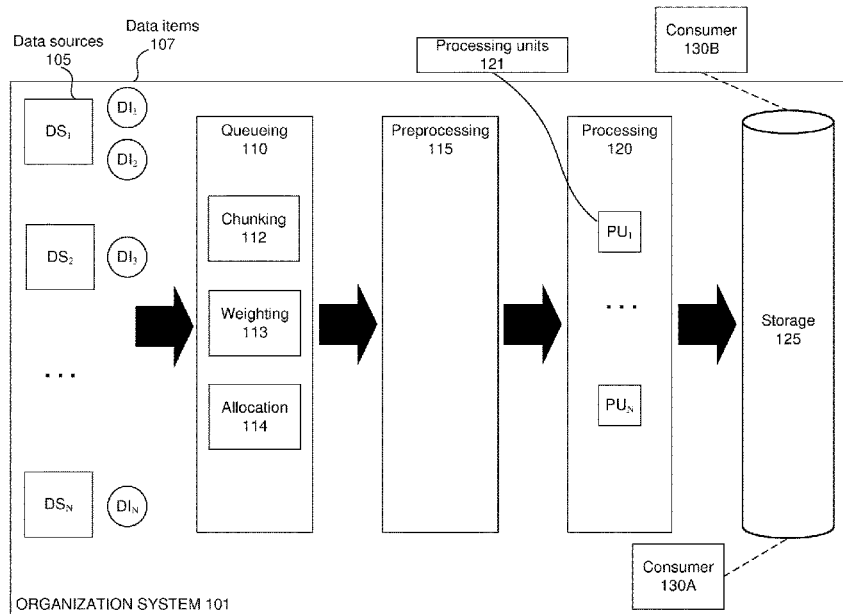 Data sources
105
Data items
107
Processing units
121
Consumer
130B
DS₁
DI₁
DI₂
DS₂
DI₃
...
DSₙ
DIₙ
Queueing
110
Chunking
112
Weighting
113
Allocation
114
Preprocessing
115
Processing
120
PU₁
...
PUₙ
Storage
125
Consumer
130A
ORGANIZATION SYSTEM 101